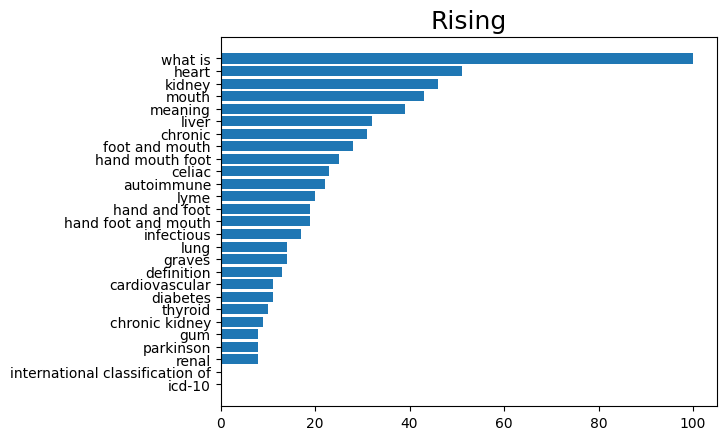 Rising
what is
heart
kidney
mouth
meaning
liver
chronic
foot and mouth
hand mouth foot
celiac
autoimmune
lyme
hand and foot
hand foot and mouth
infectious
lung
graves
definition
cardiovascular
diabetes
thyroid
chronic kidney
gum
parkinson
renal
international classification of
icd-10
0 20 40 60 80 100